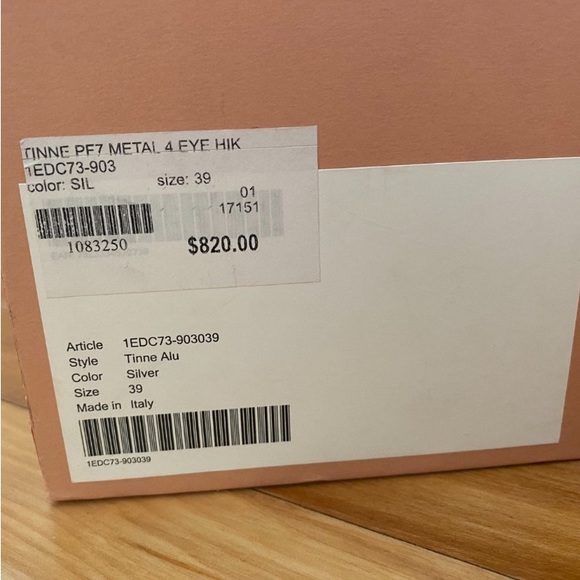 TINNE PF7 METAL 4 EYE HIK
1EDC73-903
color: SIL size: 39
01
17151
1083250 $820.00
Article 1EDC73-903039
Style Tinne Alu
Color Silver
Size 39
Made in Italy
1EDC73-903039